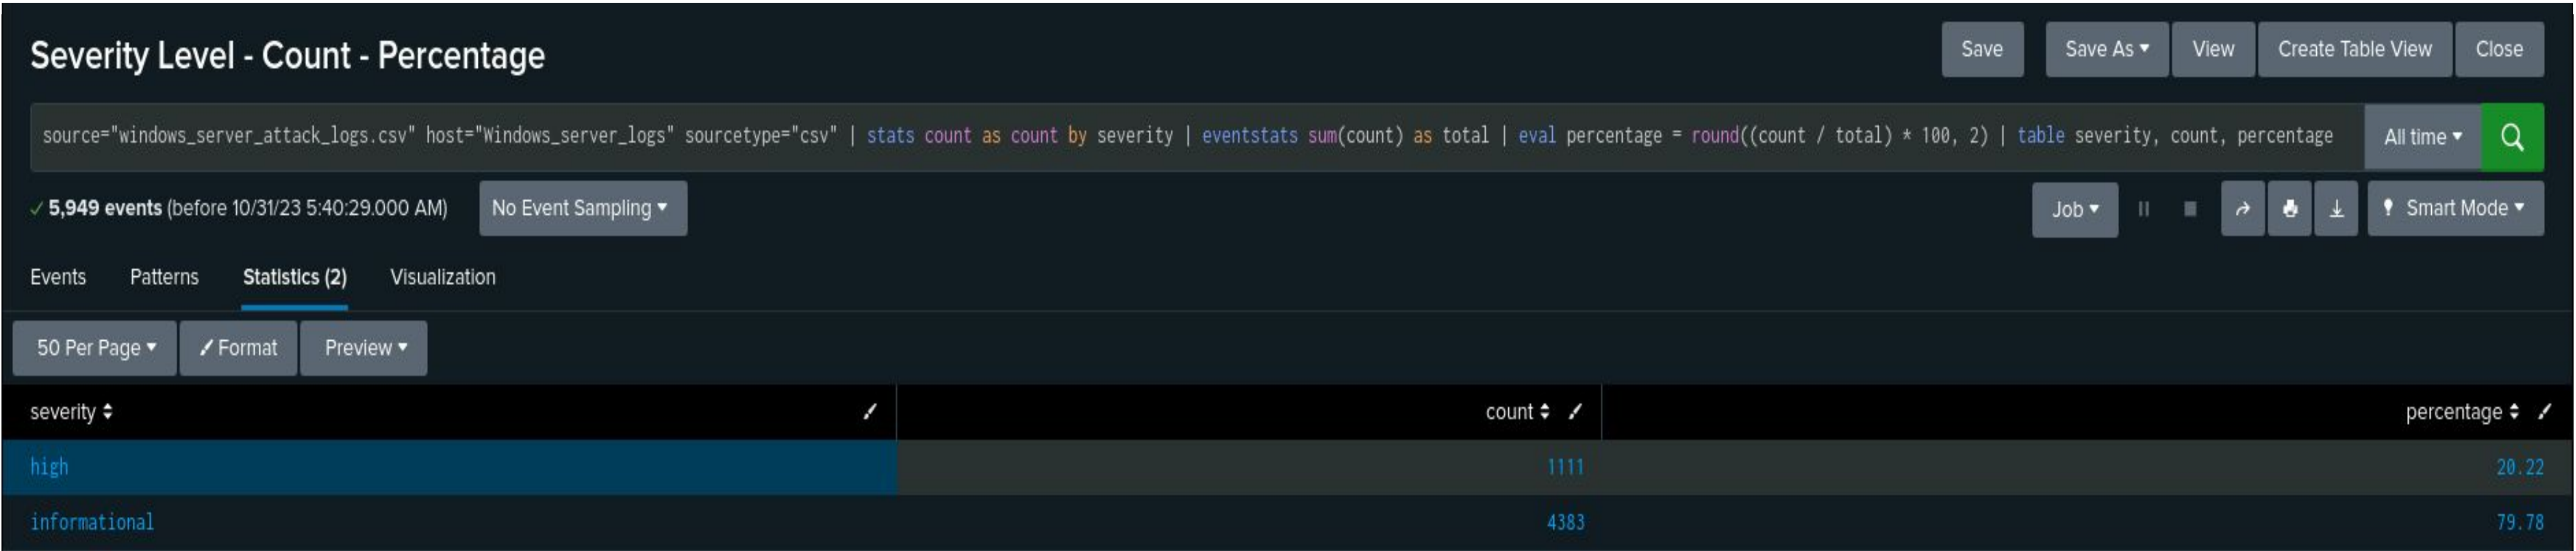 Severity Level - Count - Percentage
Save Save As View Create Table View Close
source="windows_server_attack_logs.csv" host="Windows_server_logs" sourcetype="csv" | stats count as count by severity | eventstats sum(count) as total | eval percentage = round((count / total) * 100, 2) | table severity, count, percentage All time
5,949 events (before 10/31/23 5:40:29.000 AM) No Event Sampling Job Smart Mode
Events Patterns Statistics (2) Visualization
50 Per Page Format Preview
severity count percentage
high 1111 20.22
informational 4383 79.78